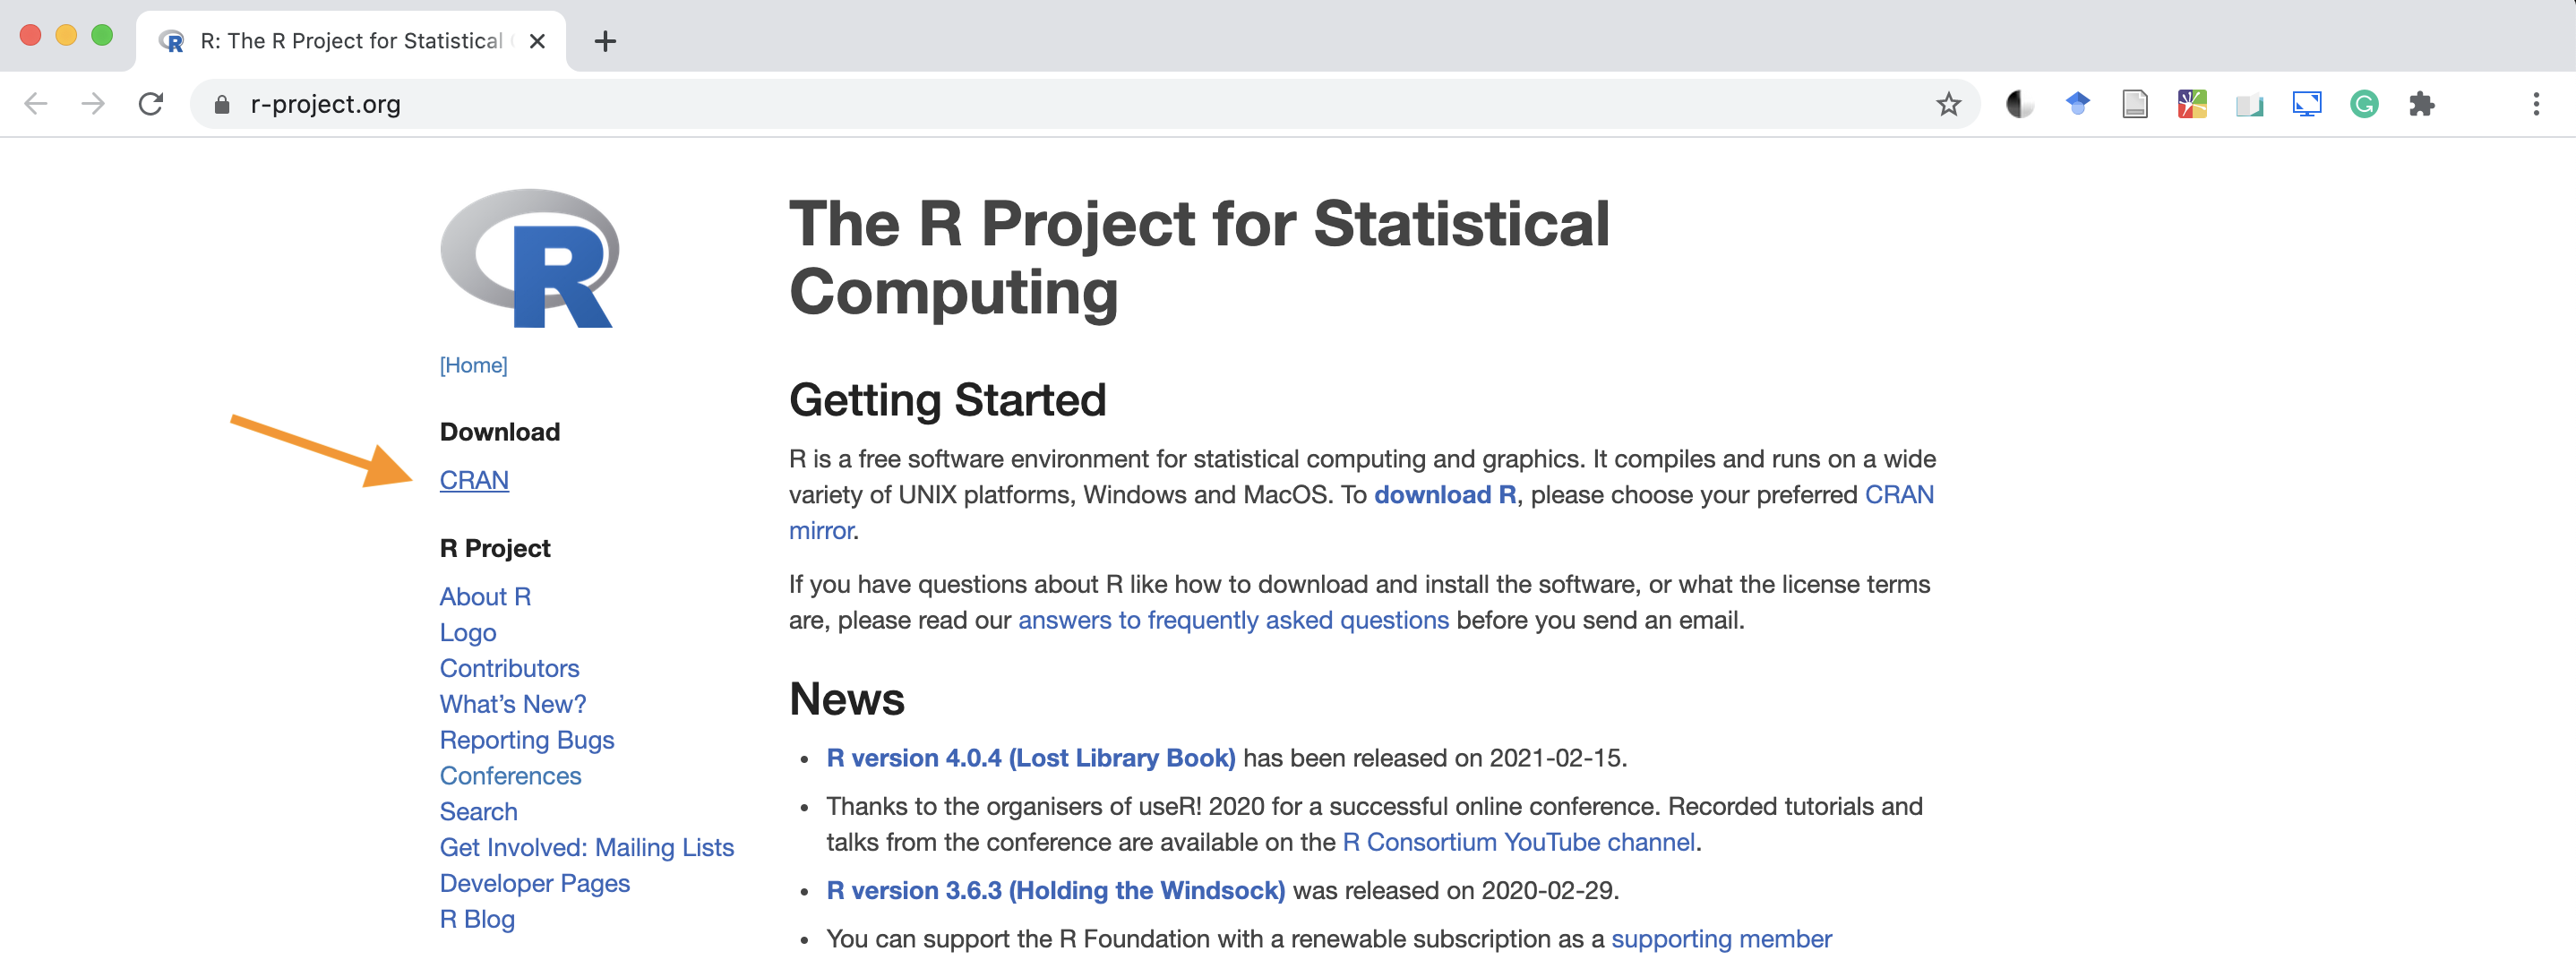 R: The R Project for Statistical
r-project.org
R
[Home]
Download
CRAN
R Project
About R
Logo
Contributors
What’s New?
Reporting Bugs
Conferences
Search
Get Involved: Mailing Lists
Developer Pages
R Blog
The R Project for Statistical
Computing
Getting Started
R is a free software environment for statistical computing and graphics. It compiles and runs on a wide
variety of UNIX platforms, Windows and MacOS. To download R, please choose your preferred CRAN
mirror.
If you have questions about R like how to download and install the software, or what the license terms
are, please read our answers to frequently asked questions before you send an email.
News
• R version 4.0.4 (Lost Library Book) has been released on 2021-02-15.
• Thanks to the organisers of useR! 2020 for a successful online conference. Recorded tutorials and
talks from the conference are available on the R Consortium YouTube channel.
• R version 3.6.3 (Holding the Windsock) was released on 2020-02-29.
• You can support the R Foundation with a renewable subscription as a supporting member